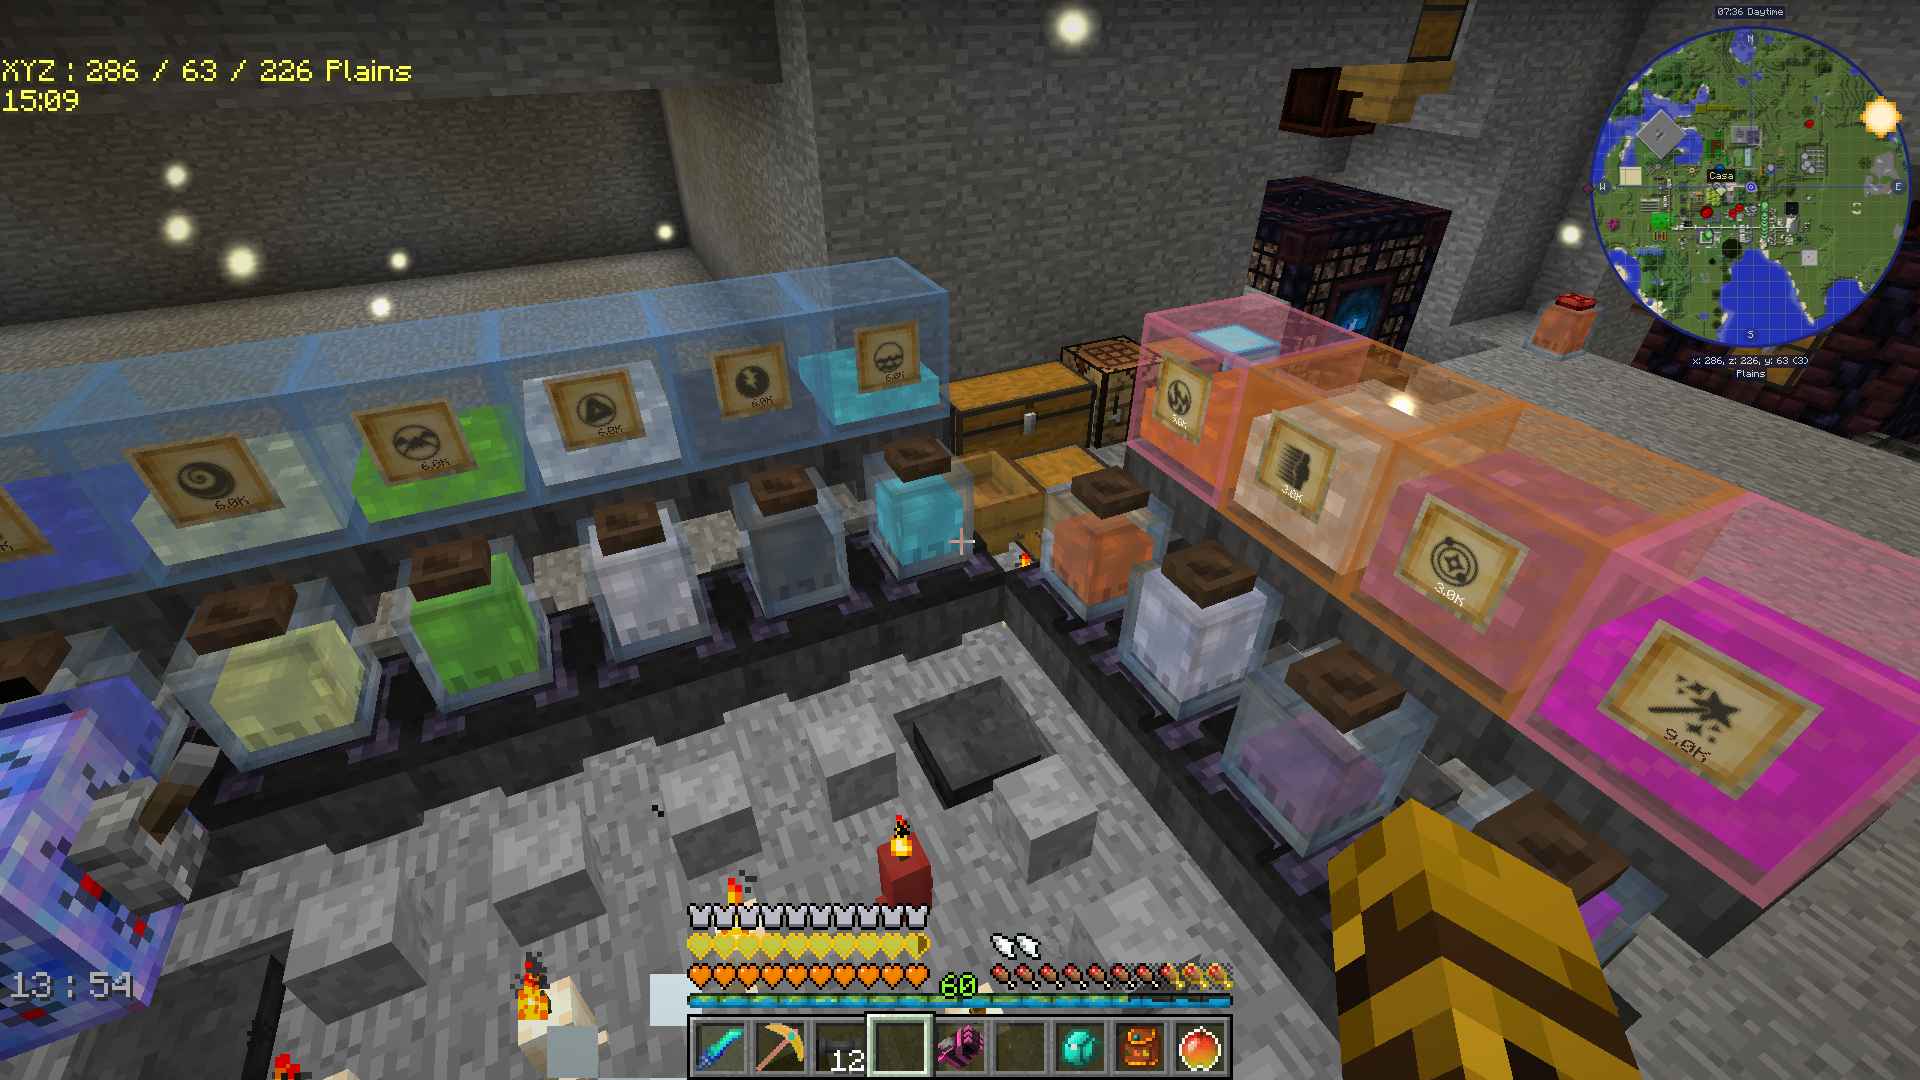 07:36 Daytime
XYZ : 286 / 63 / 226 Plains
15:09
N
W
Casa
E
S
x: 286, z: 226, y: 63 (3)
Plains
6.0K
6.0K
6.0K
6.0K
6.0K
3.0K
3.0K
9.0K
13:54
60
12